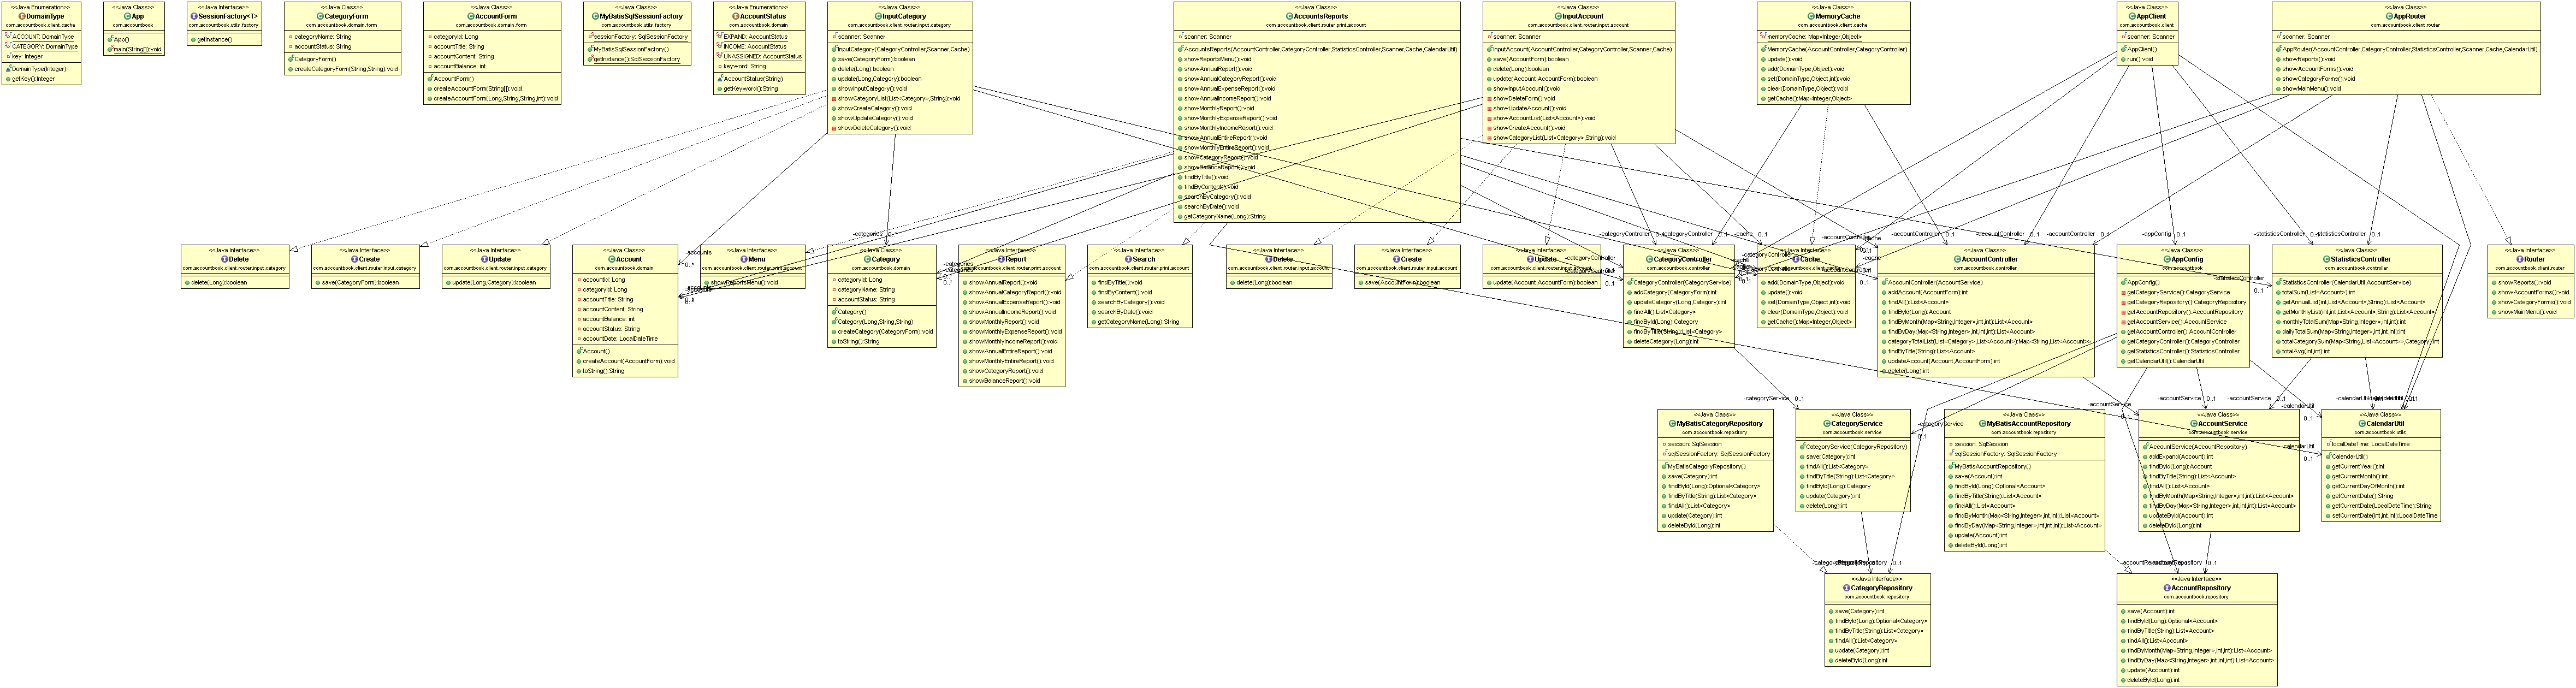 <<Java Enumeration>>
DomainType
com.accountbook.client.cache
ACCOUNT: DomainType
CATEGORY: DomainType
key: Integer
DomainType(Integer)
getKey():Integer
<<Java Class>>
App
com.accountbook
App()
main(String[]):void
<<Java Interface>>
SessionFactory<T>
com.accountbook.utils.factory
getInstance()
<<Java Class>>
CategoryForm
com.accountbook.domain.form
categoryName: String
accountStatus: String
CategoryForm()
createCategoryForm(String,String):void
<<Java Class>>
AccountForm
com.accountbook.domain.form
categoryId: Long
accountTitle: String
accountContent: String
accountBalance: int
AccountForm()
createAccountForm(String[]):void
createAccountForm(Long,String,String,int):void
<<Java Class>>
MyBatisSqlSessionFactory
com.accountbook.utils.factory
sessionFactory: SqlSessionFactory
MyBatisSqlSessionFactory()
getInstance():SqlSessionFactory
<<Java Enumeration>>
AccountStatus
com.accountbook.domain
EXPAND: AccountStatus
INCOME: AccountStatus
UNASSIGNED: AccountStatus
keyword: String
AccountStatus(String)
getKeyword():String
<<Java Class>>
InputCategory
com.accountbook.client.router.input.category
scanner: Scanner
InputCategory(CategoryController,Scanner,Cache)
save(CategoryForm):boolean
delete(Long):boolean
update(Long,Category):boolean
showInputCategory():void
showCategoryList(List<Category>,String):void
showCreateCategory():void
showUpdateCategory():void
showDeleteCategory():void
<<Java Class>>
AccountsReports
com.accountbook.client.router.print.account
scanner: Scanner
AccountsReports(AccountController,CategoryController,StatisticsController,Scanner,Cache,CalendarUtil)
showReportsMenu():void
showAnnualReport():void
showAnnualCategoryReport():void
showAnnualExpenseReport():void
showAnnualIncomeReport():void
showMonthlyReport():void
showMonthlyExpenseReport():void
showMonthlyIncomeReport():void
showAnnualEntireReport():void
showMonthlyEntireReport():void
showCategoryReport():void
showBalanceReport():void
findByTitle():void
findByContent():void
searchByCategory():void
searchByDate():void
getCategoryName(Long):String
<<Java Class>>
InputAccount
com.accountbook.client.router.input.account
scanner: Scanner
InputAccount(AccountController,CategoryController,Scanner,Cache)
save(AccountForm):boolean
delete(Long):boolean
update(Account,AccountForm):boolean
showInputAccount():void
showDeleteForm():void
showUpdateAccount():void
showAccountList(List<Account>):void
showCreateAccount():void
showCategoryList(List<Category>,String):void
<<Java Class>>
MemoryCache
com.accountbook.client.cache
memoryCache: Map<Integer,Object>
MemoryCache(AccountController,CategoryController)
update():void
add(DomainType,Object):void
set(DomainType,Object,int):void
clear(DomainType,Object):void
getCache():Map<Integer,Object>
<<Java Class>>
AppClient
com.accountbook.client
scanner: Scanner
AppClient()
run():void
<<Java Class>>
AppRouter
com.accountbook.client.router
scanner: Scanner
AppRouter(AccountController,CategoryController,StatisticsController,Scanner,Cache,CalendarUtil)
showReports():void
showAccountForms():void
showCategoryForms():void
showMainMenu():void
<<Java Interface>>
Delete
com.accountbook.client.router.input.category
delete(Long):boolean
<<Java Interface>>
Create
com.accountbook.client.router.input.category
save(CategoryForm):boolean
<<Java Interface>>
Update
com.accountbook.client.router.input.category
update(Long,Category):boolean
-accounts
0..*
<<Java Class>>
Account
com.accountbook.domain
accountId: Long
categoryId: Long
accountTitle: String
accountContent: String
accountBalance: int
accountStatus: String
accountDate: LocalDateTime
Account()
createAccount(AccountForm):void
toString():String
<<Java Interface>>
Menu
com.accountbook.client.router.print.account
showReportsMenu():void
-categories
0..*
<<Java Class>>
Category
com.accountbook.domain
categoryId: Long
categoryName: String
accountStatus: String
Category()
Category(Long,String,String)
createCategory(CategoryForm):void
toString():String
-categories
0..*
<<Java Interface>>
Report
com.accountbook.client.router.print.account
showAnnualReport():void
showAnnualCategoryReport():void
showAnnualExpenseReport():void
showAnnualIncomeReport():void
showMonthlyReport():void
showMonthlyExpenseReport():void
showMonthlyIncomeReport():void
showAnnualEntireReport():void
showMonthlyEntireReport():void
showCategoryReport():void
showBalanceReport():void
<<Java Interface>>
Search
com.accountbook.client.router.print.account
findByTitle():void
findByContent():void
searchByCategory():void
searchByDate():void
getCategoryName(Long):String
<<Java Interface>>
Delete
com.accountbook.client.router.input.account
delete(Long):boolean
<<Java Interface>>
Create
com.accountbook.client.router.input.account
save(AccountForm):boolean
<<Java Interface>>
Update
com.accountbook.client.router.input.account
update(Account,AccountForm):boolean
-categoryController
0..1
<<Java Class>>
CategoryController
com.accountbook.controller
CategoryController(CategoryService)
addCategory(CategoryForm):int
updateCategory(Long,Category):int
findAll():List<Category>
findById(Long):Category
findByTitle(String):List<Category>
deleteCategory(Long):int
-cache
0..1
<<Java Interface>>
Cache
com.accountbook.client.cache
add(DomainType,Object):void
update():void
set(DomainType,Object,int):void
clear(DomainType,Object):void
getCache():Map<Integer,Object>
-accountController
0..1
<<Java Class>>
AccountController
com.accountbook.controller
AccountController(AccountService)
addAccount(AccountForm):int
findAll():List<Account>
findById(Long):Account
findByMonth(Map<String,Integer>,int,int):List<Account>
findByDay(Map<String,Integer>,int,int,int):List<Account>
categoryTotalList(List<Category>,List<Account>):Map<String,List<Account>>
findByTitle(String):List<Account>
updateAccount(Account,AccountForm):int
delete(Long):int
-appConfig
0..1
<<Java Class>>
AppConfig
com.accountbook
AppConfig()
getCategoryService():CategoryService
getCategoryRepository():CategoryRepository
getAccountRepository():AccountRepository
getAccountService():AccountService
getAccountController():AccountController
getCategoryController():CategoryController
getStatisticsController():StatisticsController
getCalendarUtil():CalendarUtil
-statisticsController
0..1
<<Java Class>>
StatisticsController
com.accountbook.controller
StatisticsController(CalendarUtil,AccountService)
totalSum(List<Account>):int
getAnnualList(int,List<Account>,String):List<Account>
getMonthlyList(int,int,List<Account>,String):List<Account>
monthlyTotalSum(Map<String,Integer>,int,int):int
dailyTotalSum(Map<String,Integer>,int,int,int):int
totalCategorySum(Map<String,List<Account>>,Category):int
totalAvg(int,int):int
<<Java Interface>>
Router
com.accountbook.client.router
showReports():void
showAccountForms():void
showCategoryForms():void
showMainMenu():void
<<Java Class>>
MyBatisCategoryRepository
com.accountbook.repository
session: SqlSession
sqlSessionFactory: SqlSessionFactory
MyBatisCategoryRepository()
save(Category):int
findById(Long):Optional<Category>
findByTitle(String):List<Category>
findAll():List<Category>
update(Category):int
deleteById(Long):int
-categoryService
0..1
<<Java Class>>
CategoryService
com.accountbook.service
CategoryService(CategoryRepository)
save(Category):int
findAll():List<Category>
findByTitle(String):List<Category>
findById(Long):Category
update(Category):int
delete(Long):int
-categoryService
0..1
<<Java Class>>
MyBatisAccountRepository
com.accountbook.repository
session: SqlSession
sqlSessionFactory: SqlSessionFactory
MyBatisAccountRepository()
save(Account):int
findById(Long):Optional<Account>
findByTitle(String):List<Account>
findAll():List<Account>
findByMonth(Map<String,Integer>,int,int):List<Account>
findByDay(Map<String,Integer>,int,int,int):List<Account>
update(Account):int
deleteById(Long):int
-accountService
0..1
<<Java Class>>
AccountService
com.accountbook.service
AccountService(AccountRepository)
addExpand(Account):int
findById(Long):Account
findByTitle(String):List<Account>
findAll():List<Account>
findByMonth(Map<String,Integer>,int,int):List<Account>
findByDay(Map<String,Integer>,int,int,int):List<Account>
updateById(Account):int
deleteById(Long):int
-calendarUtil
0..1
<<Java Class>>
CalendarUtil
com.accountbook.utils
localDateTime: LocalDateTime
CalendarUtil()
getCurrentYear():int
getCurrentMonth():int
getCurrentDayOfMonth():int
getCurrentDate():String
getCurrentDate(LocalDateTime):String
setCurrentDate(int,int,int):LocalDateTime
<<Java Interface>>
CategoryRepository
com.accountbook.repository
save(Category):int
findById(Long):Optional<Category>
findByTitle(String):List<Category>
findAll():List<Category>
update(Category):int
deleteById(Long):int
<<Java Interface>>
AccountRepository
com.accountbook.repository
save(Account):int
findById(Long):Optional<Account>
findByTitle(String):List<Account>
findAll():List<Account>
findByMonth(Map<String,Integer>,int,int):List<Account>
findByDay(Map<String,Integer>,int,int,int):List<Account>
update(Account):int
deleteById(Long):int